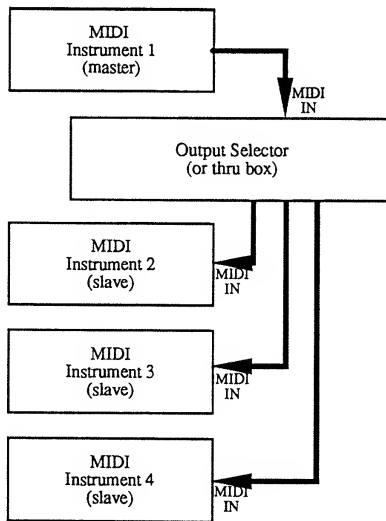 MIDI
Instrument 1
(master)
MIDI
IN
Output Selector
(or thru box)
MIDI
Instrument 2
(slave)
MIDI
IN
MIDI
Instrument 3
(slave)
MIDI
IN
MIDI
Instrument 4
(slave)
MIDI
IN